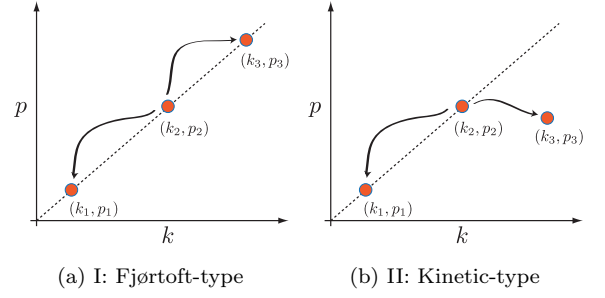 p
(k₃, p₃)
(k₂, p₂)
(k₁, p₁)
k
(a) I: Fjørtoft-type
p
(k₂, p₂)
(k₃, p₃)
(k₁, p₁)
k
(b) II: Kinetic-type